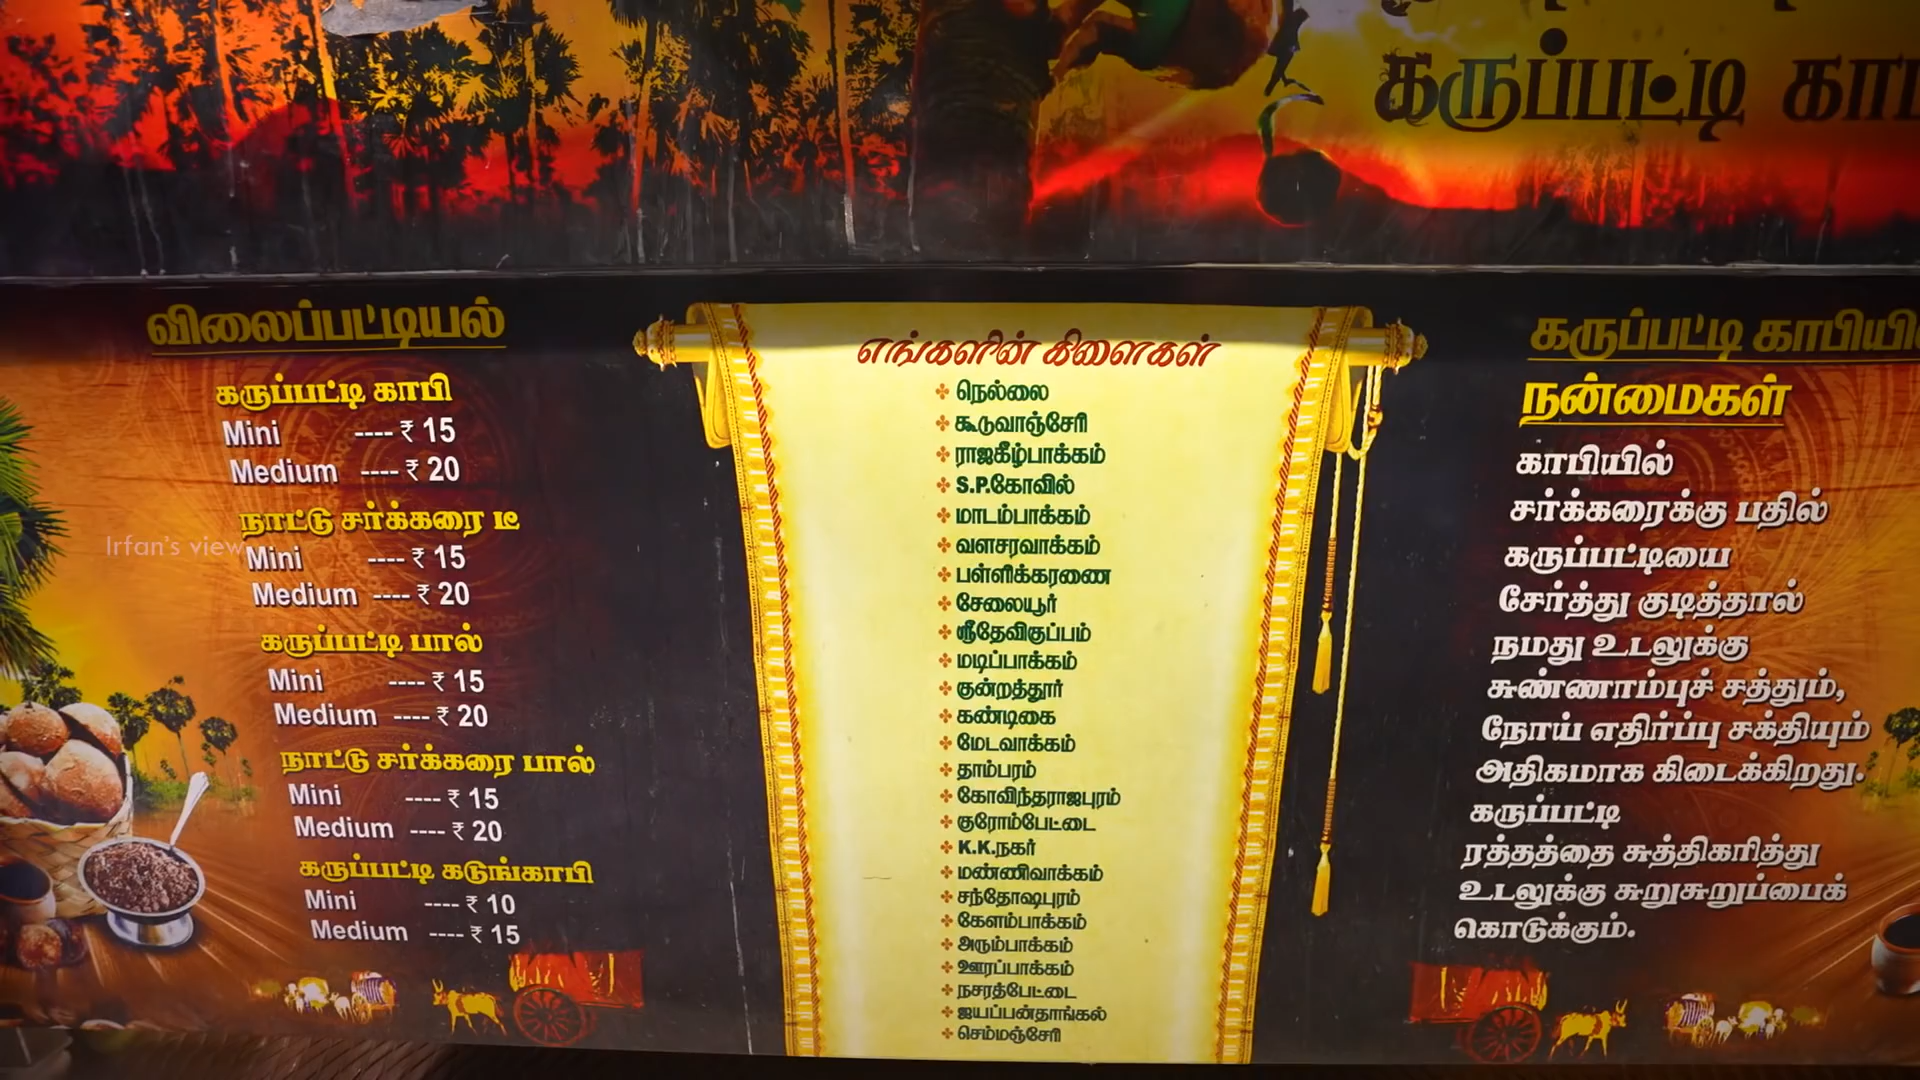 கருப்பட்டி
விலைப்பட்டியல்
கருப்பட்டி காபி
Mini ---- ₹ 15
Medium ---- ₹ 20
நாட்டு சர்க்கரை டீ
Mini ---- ₹ 15
Medium ---- ₹ 20
கருப்பட்டி பால்
Mini ---- ₹ 15
Medium ---- ₹ 20
நாட்டு சர்க்கரை பால்
Mini ---- ₹ 15
Medium ---- ₹ 20
கருப்பட்டி கடுங்காபி
Mini ---- ₹ 10
Medium ---- ₹ 15
Irfan's view
எங்களின் கிளைகள்
நெல்லை
கூடுவாஞ்சேரி
ராஜகீழ்பாக்கம்
S.P.கோவில்
மாடம்பாக்கம்
வளசரவாக்கம்
பள்ளிக்கரணை
சேலையூர்
ஸ்ரீதேவிகுப்பம்
மடிப்பாக்கம்
குன்றத்தூர்
கண்டிகை
மேடவாக்கம்
தாம்பரம்
கோவிந்தராஜபுரம்
குரோம்பேட்டை
K.K.நகர்
மண்ணிவாக்கம்
சந்தோஷபுரம்
கேளம்பாக்கம்
அரும்பாக்கம்
ஊரப்பாக்கம்
நசரத்பேட்டை
ஐயப்பன்தாங்கல்
செம்மஞ்சேரி
கருப்பட்டி
நன்மைகள்
காபியில்
சர்க்கரைக்கு பதில்
கருப்பட்டியை
சேர்த்து குடித்தால்
நமது உடலுக்கு
சுண்ணாம்புச் சத்தும்,
நோய் எதிர்ப்பு சக்தியும்
அதிகமாக கிடைக்கிறது.
கருப்பட்டி
ரத்தத்தை சுத்திகரித்து
உடலுக்கு சுறுசுறுப்பைக்
கொடுக்கும்.